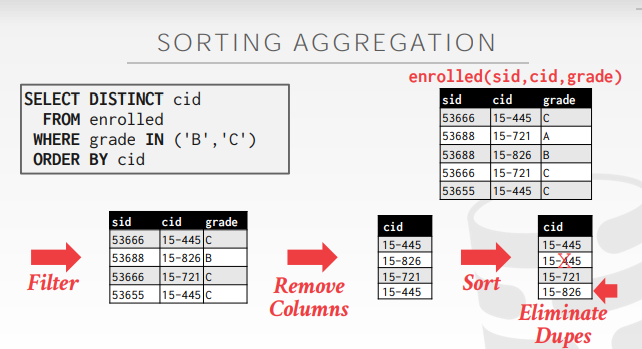 SORTING AGGREGATION
SELECT DISTINCT cid
FROM enrolled
WHERE grade IN ('B','C')
ORDER BY cid
enrolled(sid,cid,grade)
sid cid grade
53666 15-445 C
53688 15-721 A
53688 15-826 B
53666 15-721 C
53655 15-445 C
Filter
sid cid grade
53666 15-445 C
53688 15-826 B
53666 15-721 C
53655 15-445 C
Remove
Columns
cid
15-445
15-826
15-721
15-445
Sort
cid
15-445
15-445
15-721
15-826
Eliminate
Dupes